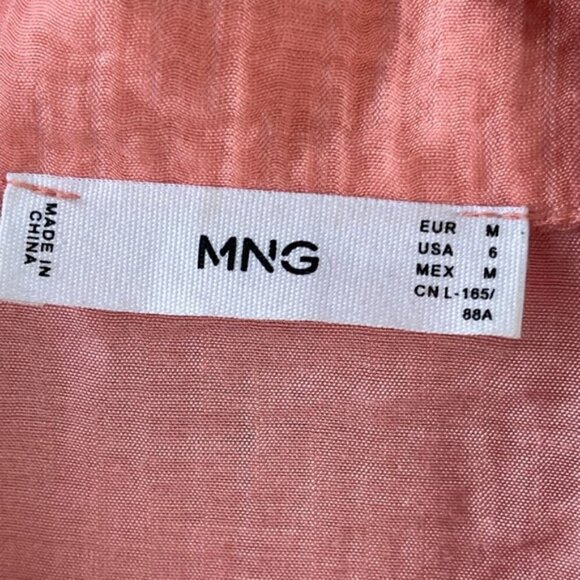 MADE IN
CHINA
MNG
EUR M
USA 6
MEX M
CN L-165/
88A